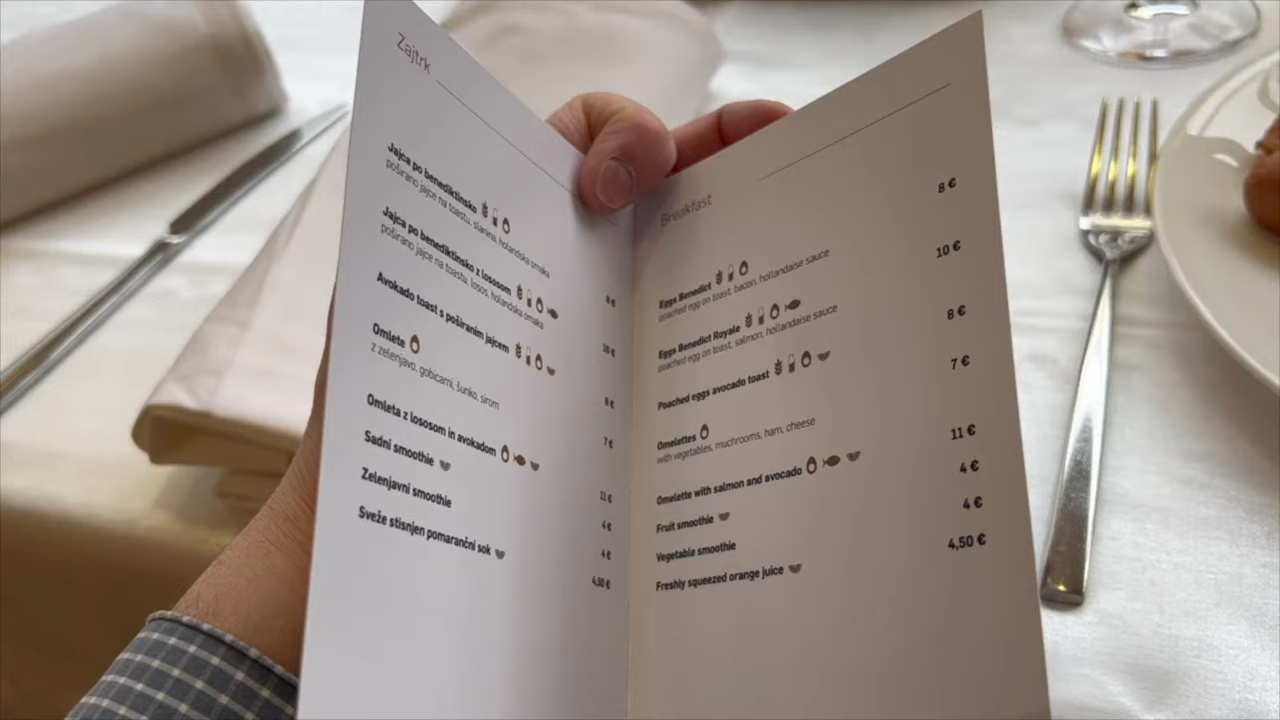 Zajtrk
Jajca po benediktinsko
poširano jajce na toastu, slanina, holandska omaka
8 €
Jajca po benediktinsko z lososom
poširano jajce na toastu, losos, holandska omaka
10 €
Avokado toast s poširanim jajcem
8 €
Omlete
z zelenjavo, gobicami, šunko, sirom
7 €
Omleta z lososom in avokadom
11 €
Sadni smoothie
4 €
Zelenjavni smoothie
4 €
Sveže stisnjen pomarančni sok
4,50 €
Breakfast
Eggs Benedict
8 €
poached egg on toast, bacon, hollandaise sauce
Eggs Benedict Royale
10 €
poached egg on toast, salmon, hollandaise sauce
Poached eggs avocado toast
8 €
Omelettes
7 €
with vegetables, muchrooms, ham, cheese
Omelette with salmon and avocado
11 €
Fruit smoothie
4 €
Vegetable smoothie
4 €
Freshly squeezed orange juice
4,50 €